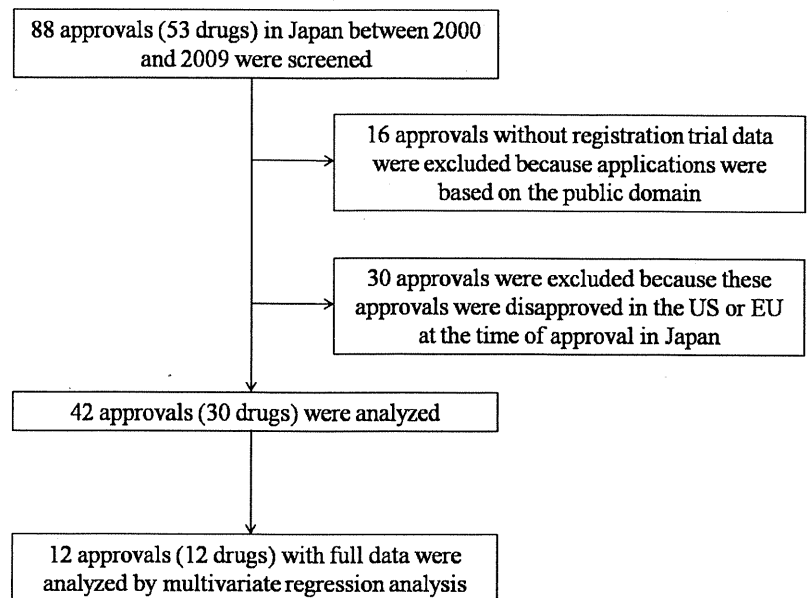 88 approvals (53 drugs) in Japan between 2000
and 2009 were screened
16 approvals without registration trial data
were excluded because applications were
based on the public domain
30 approvals were excluded because these
approvals were disapproved in the US or EU
at the time of approval in Japan
42 approvals (30 drugs) were analyzed
12 approvals (12 drugs) with full data were
analyzed by multivariate regression analysis